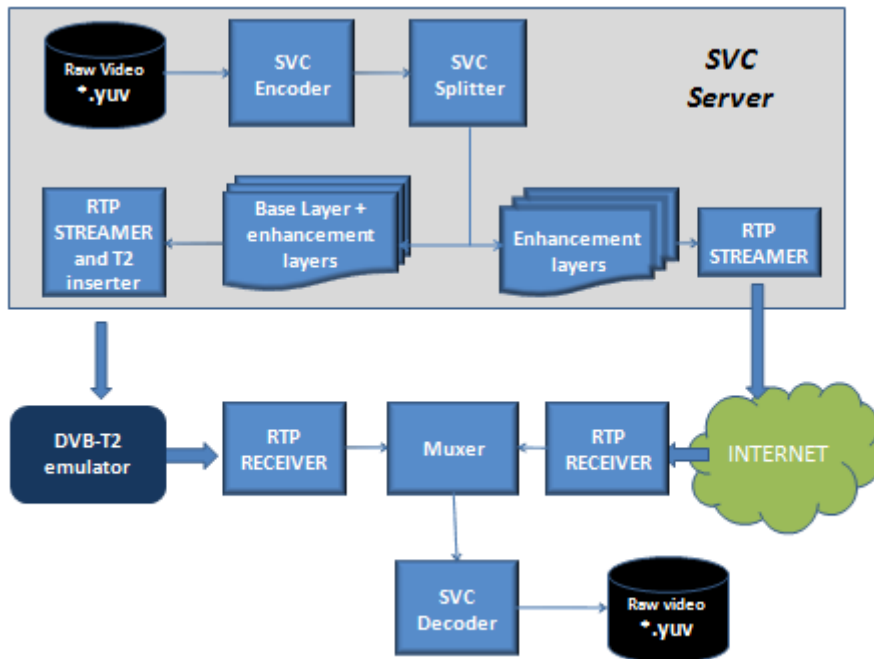 Raw Video
*.yuv
SVC
Encoder
SVC
Splitter
SVC
Server
RTP
STREAMER
and T2
inserter
Base Layer +
enhancement
layers
Enhancement
layers
RTP
STREAMER
DVB-T2
emulator
RTP
RECEIVER
Muxer
RTP
RECEIVER
INTERNET
SVC
Decoder
Raw video
*.yuv